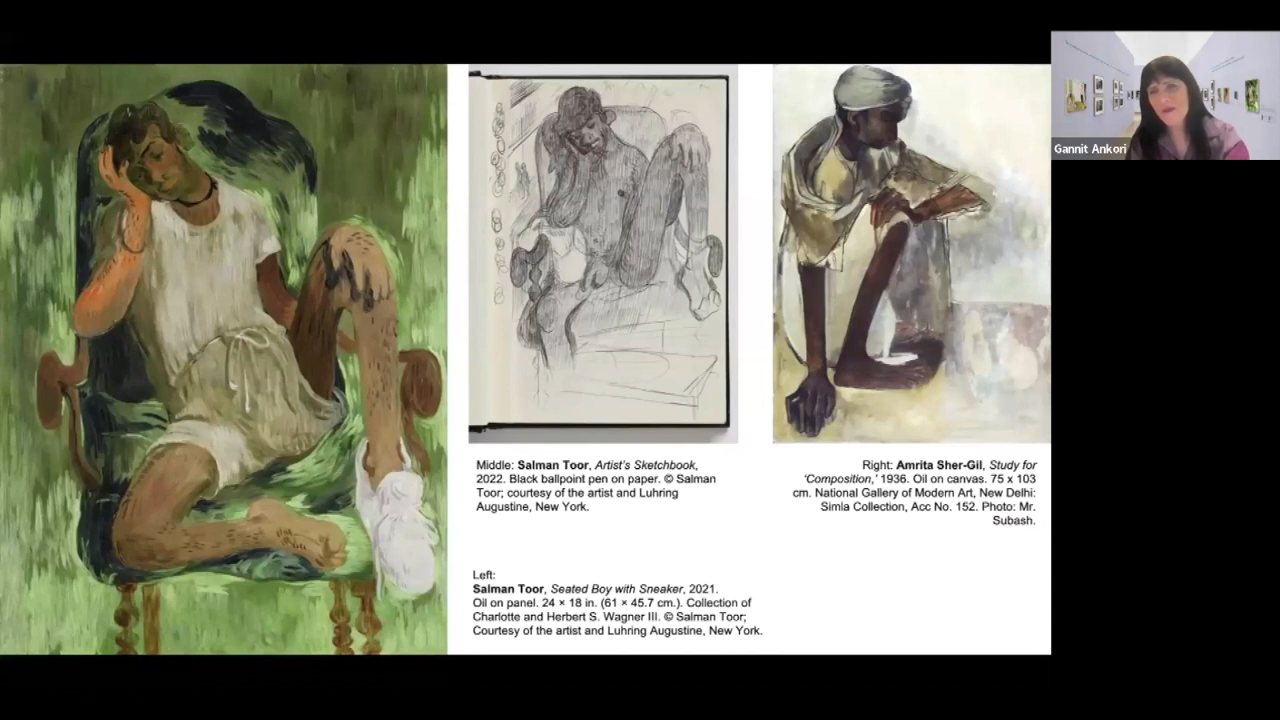 Gannit Ankori
Middle: Salman Toor, Artist's Sketchbook,
2022. Black ballpoint pen on paper. © Salman
Toor; courtesy of the artist and Luhring
Augustine, New York.
Right: Amrita Sher-Gil, Study for
'Composition,' 1936. Oil on canvas. 75 x 103
cm. National Gallery of Modern Art, New Delhi:
Simla Collection, Acc No. 152. Photo: Mr.
Subash.
Left:
Salman Toor, Seated Boy with Sneaker, 2021.
Oil on panel. 24 × 18 in. (61 × 45.7 cm.). Collection of
Charlotte and Herbert S. Wagner III. © Salman Toor;
Courtesy of the artist and Luhring Augustine, New York.